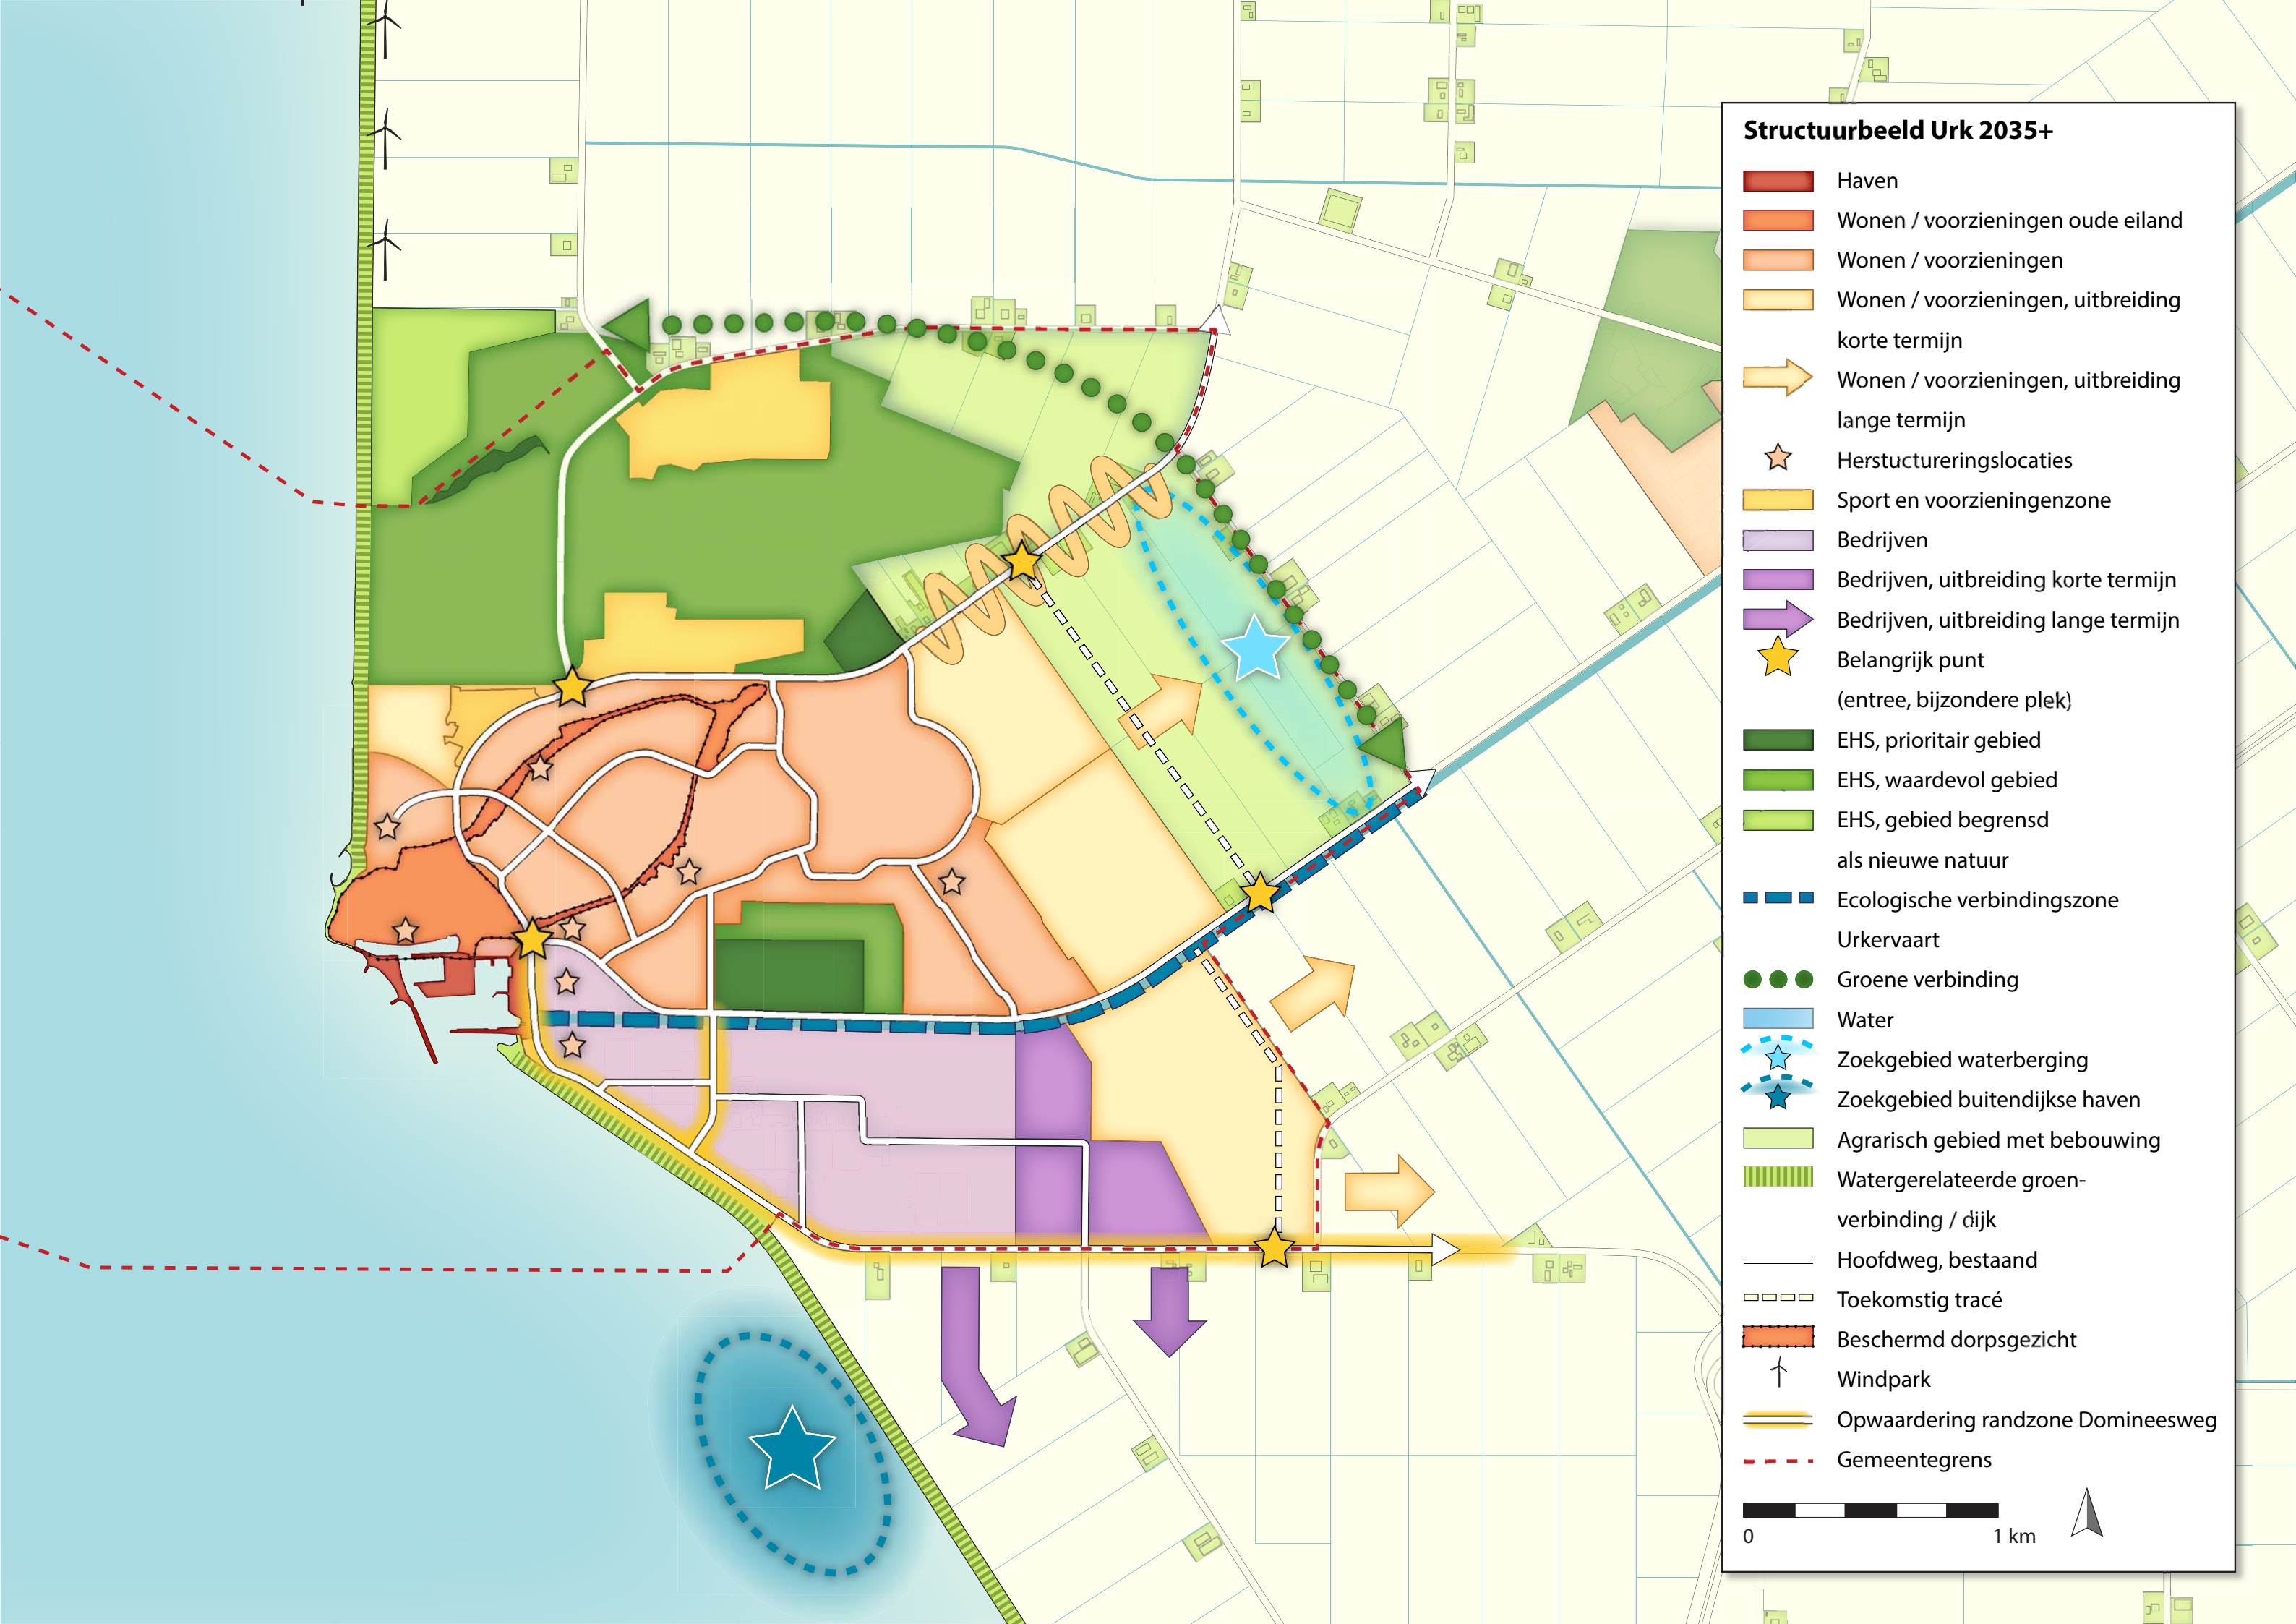 Structuurbeeld Urk 2035+
Haven
Wonen / voorzieningen oude eiland
Wonen / voorzieningen
Wonen / voorzieningen, uitbreiding
korte termijn
Wonen / voorzieningen, uitbreiding
lange termijn
Herstuctureringslocaties
Sport en voorzieningenzone
Bedrijven
Bedrijven, uitbreiding korte termijn
Bedrijven, uitbreiding lange termijn
Belangrijk punt
(entree, bijzondere plek)
EHS, prioritair gebied
EHS, waardevol gebied
EHS, gebied begrensd
als nieuwe natuur
Ecologische verbindingszone
Urkervaart
Groene verbinding
Water
Zoekgebied waterberging
Zoekgebied buitendijkse haven
Agrarisch gebied met bebouwing
Watergerelateerde groen-
verbinding / dijk
Hoofdweg, bestaand
Toekomstig tracé
Beschermd dorpsgezicht
Windpark
Opwaardering randzone Domineesweg
Gemeentegrens
0 1 km